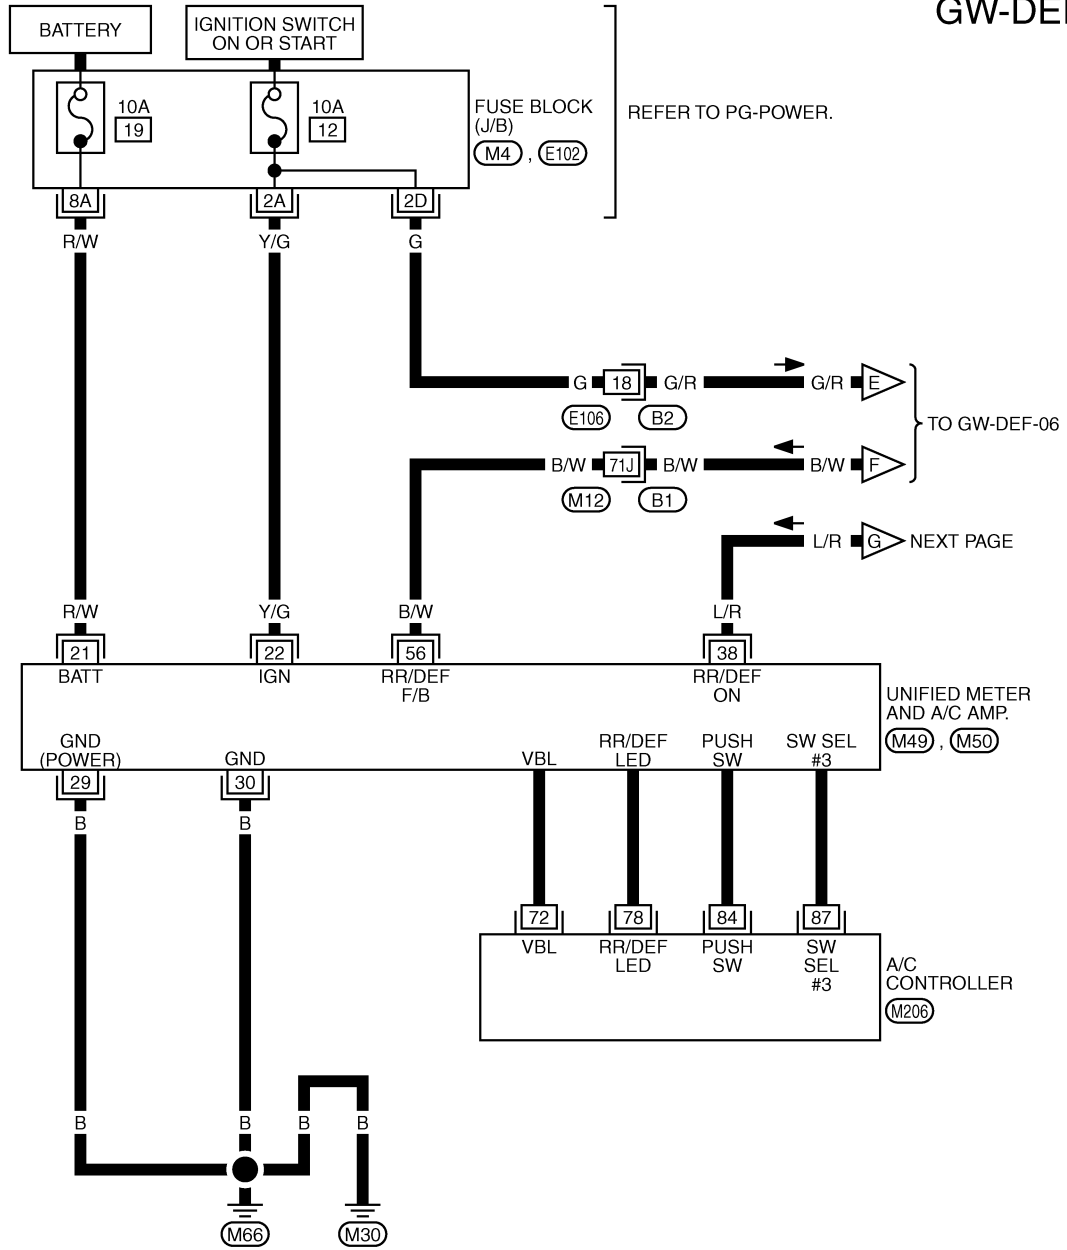 GW-DEF
BATTERY
IGNITION SWITCH
ON OR START
10A
19
10A
12
FUSE BLOCK
(J/B)
M4 , E102
REFER TO PG-POWER.
8A
2A
2D
R/W
Y/G
G
G
18
G/R
G/R
E
E106
B2
TO GW-DEF-06
B/W
71J
B/W
B/W
F
M12
B1
L/R
G
NEXT PAGE
R/W
Y/G
B/W
L/R
21
22
56
38
BATT
IGN
RR/DEF
F/B
RR/DEF
ON
UNIFIED METER
AND A/C AMP.
M49 , M50
GND
(POWER)
GND
VBL
RR/DEF
LED
PUSH
SW
SW SEL
#3
29
30
B
B
72
78
84
87
VBL
RR/DEF
LED
PUSH
SW
SW
SEL
#3
A/C
CONTROLLER
M206
B
B
B
B
M66
M30